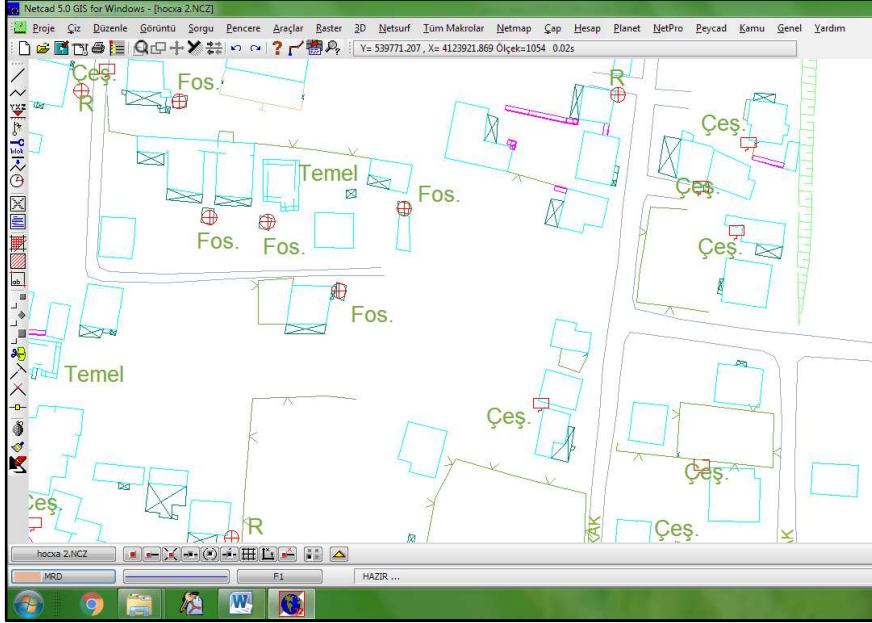 Netcad 5.0 GIS for Windows - [hocxa 2.NCZ]
Proje Çiz Düzenle Görüntü Sorgu Pencere Araçlar Raster 3D Netsurf Tüm Makrolar Netmap Çap Hesap Planet NetPro Peycad Kamu Genel Yardım
Y= 539771.207 , X= 4123921.869 Ölçek=1054 0.02s
Çeş. Fos. R
R
Çeş.
Temel
Fos.
Çeş.
Fos. Fos.
Çeş.
Fos.
Temel
Çeş.
Çeş.
Çeş.
R
Çeş.
hocxa 2.NCZ
MRD F1 HAZIR ...